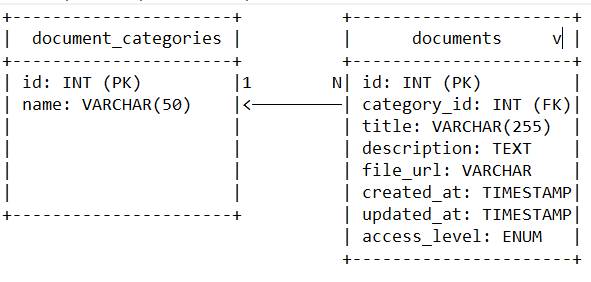 +-----------------------+          +-----------------------+
|  document_categories |          |      documents     v |
+-----------------------+          +-----------------------+
| id: INT (PK)          |1        N| id: INT (PK)          |
| name: VARCHAR(50)     |<─────────| category_id: INT (FK)|
|                       |          | title: VARCHAR(255)   |
|                       |          | description: TEXT     |
|                       |          | file_url: VARCHAR     |
|                       |          | created_at: TIMESTAMP|
+-----------------------+          | updated_at: TIMESTAMP|
                                   | access_level: ENUM    |
                                   +-----------------------+